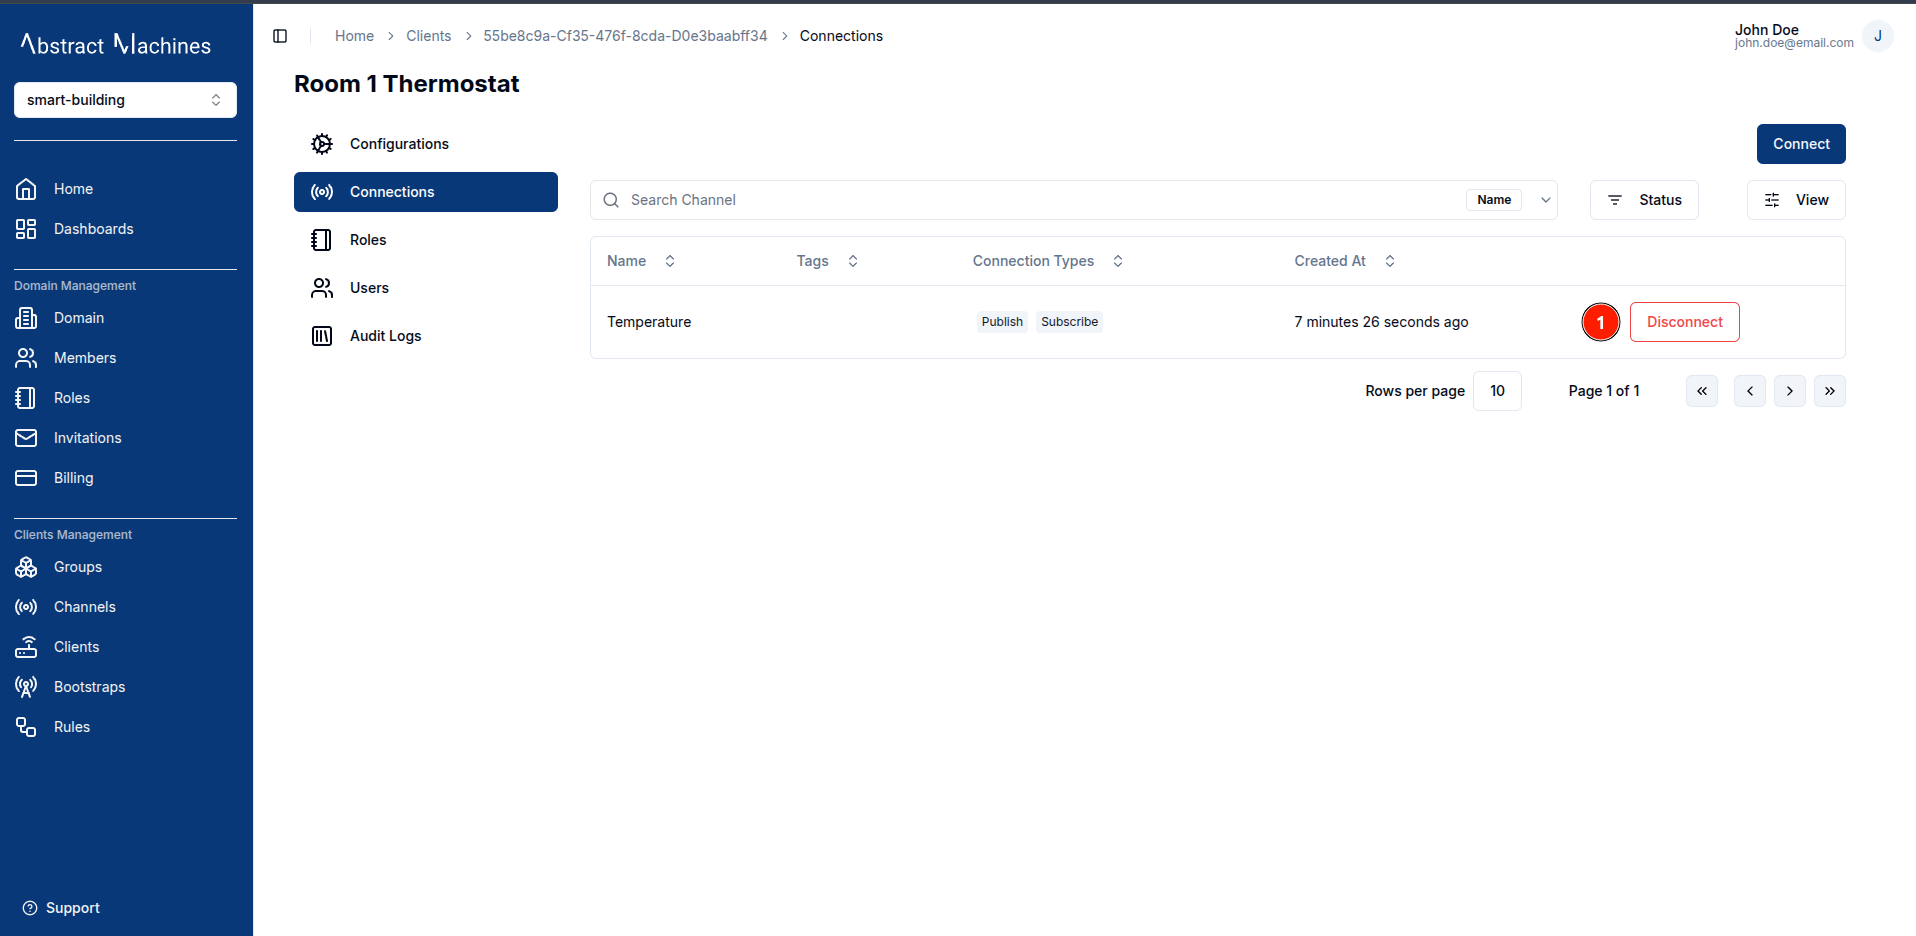 Abstract Machines
smart-building
Home
Dashboards
Domain Management
Domain
Members
Roles
Invitations
Billing
Clients Management
Groups
Channels
Clients
Bootstraps
Rules
Support
Home > Clients > 55be8c9a-Cf35-476f-8cda-D0e3baabff34 > Connections
John Doe
john.doe@email.com
J
Room 1 Thermostat
Configurations
Connections
Roles
Users
Audit Logs
Connect
Search Channel Name Status View
Name Tags Connection Types Created At
Temperature Publish Subscribe 7 minutes 26 seconds ago 1 Disconnect
Rows per page 10 Page 1 of 1